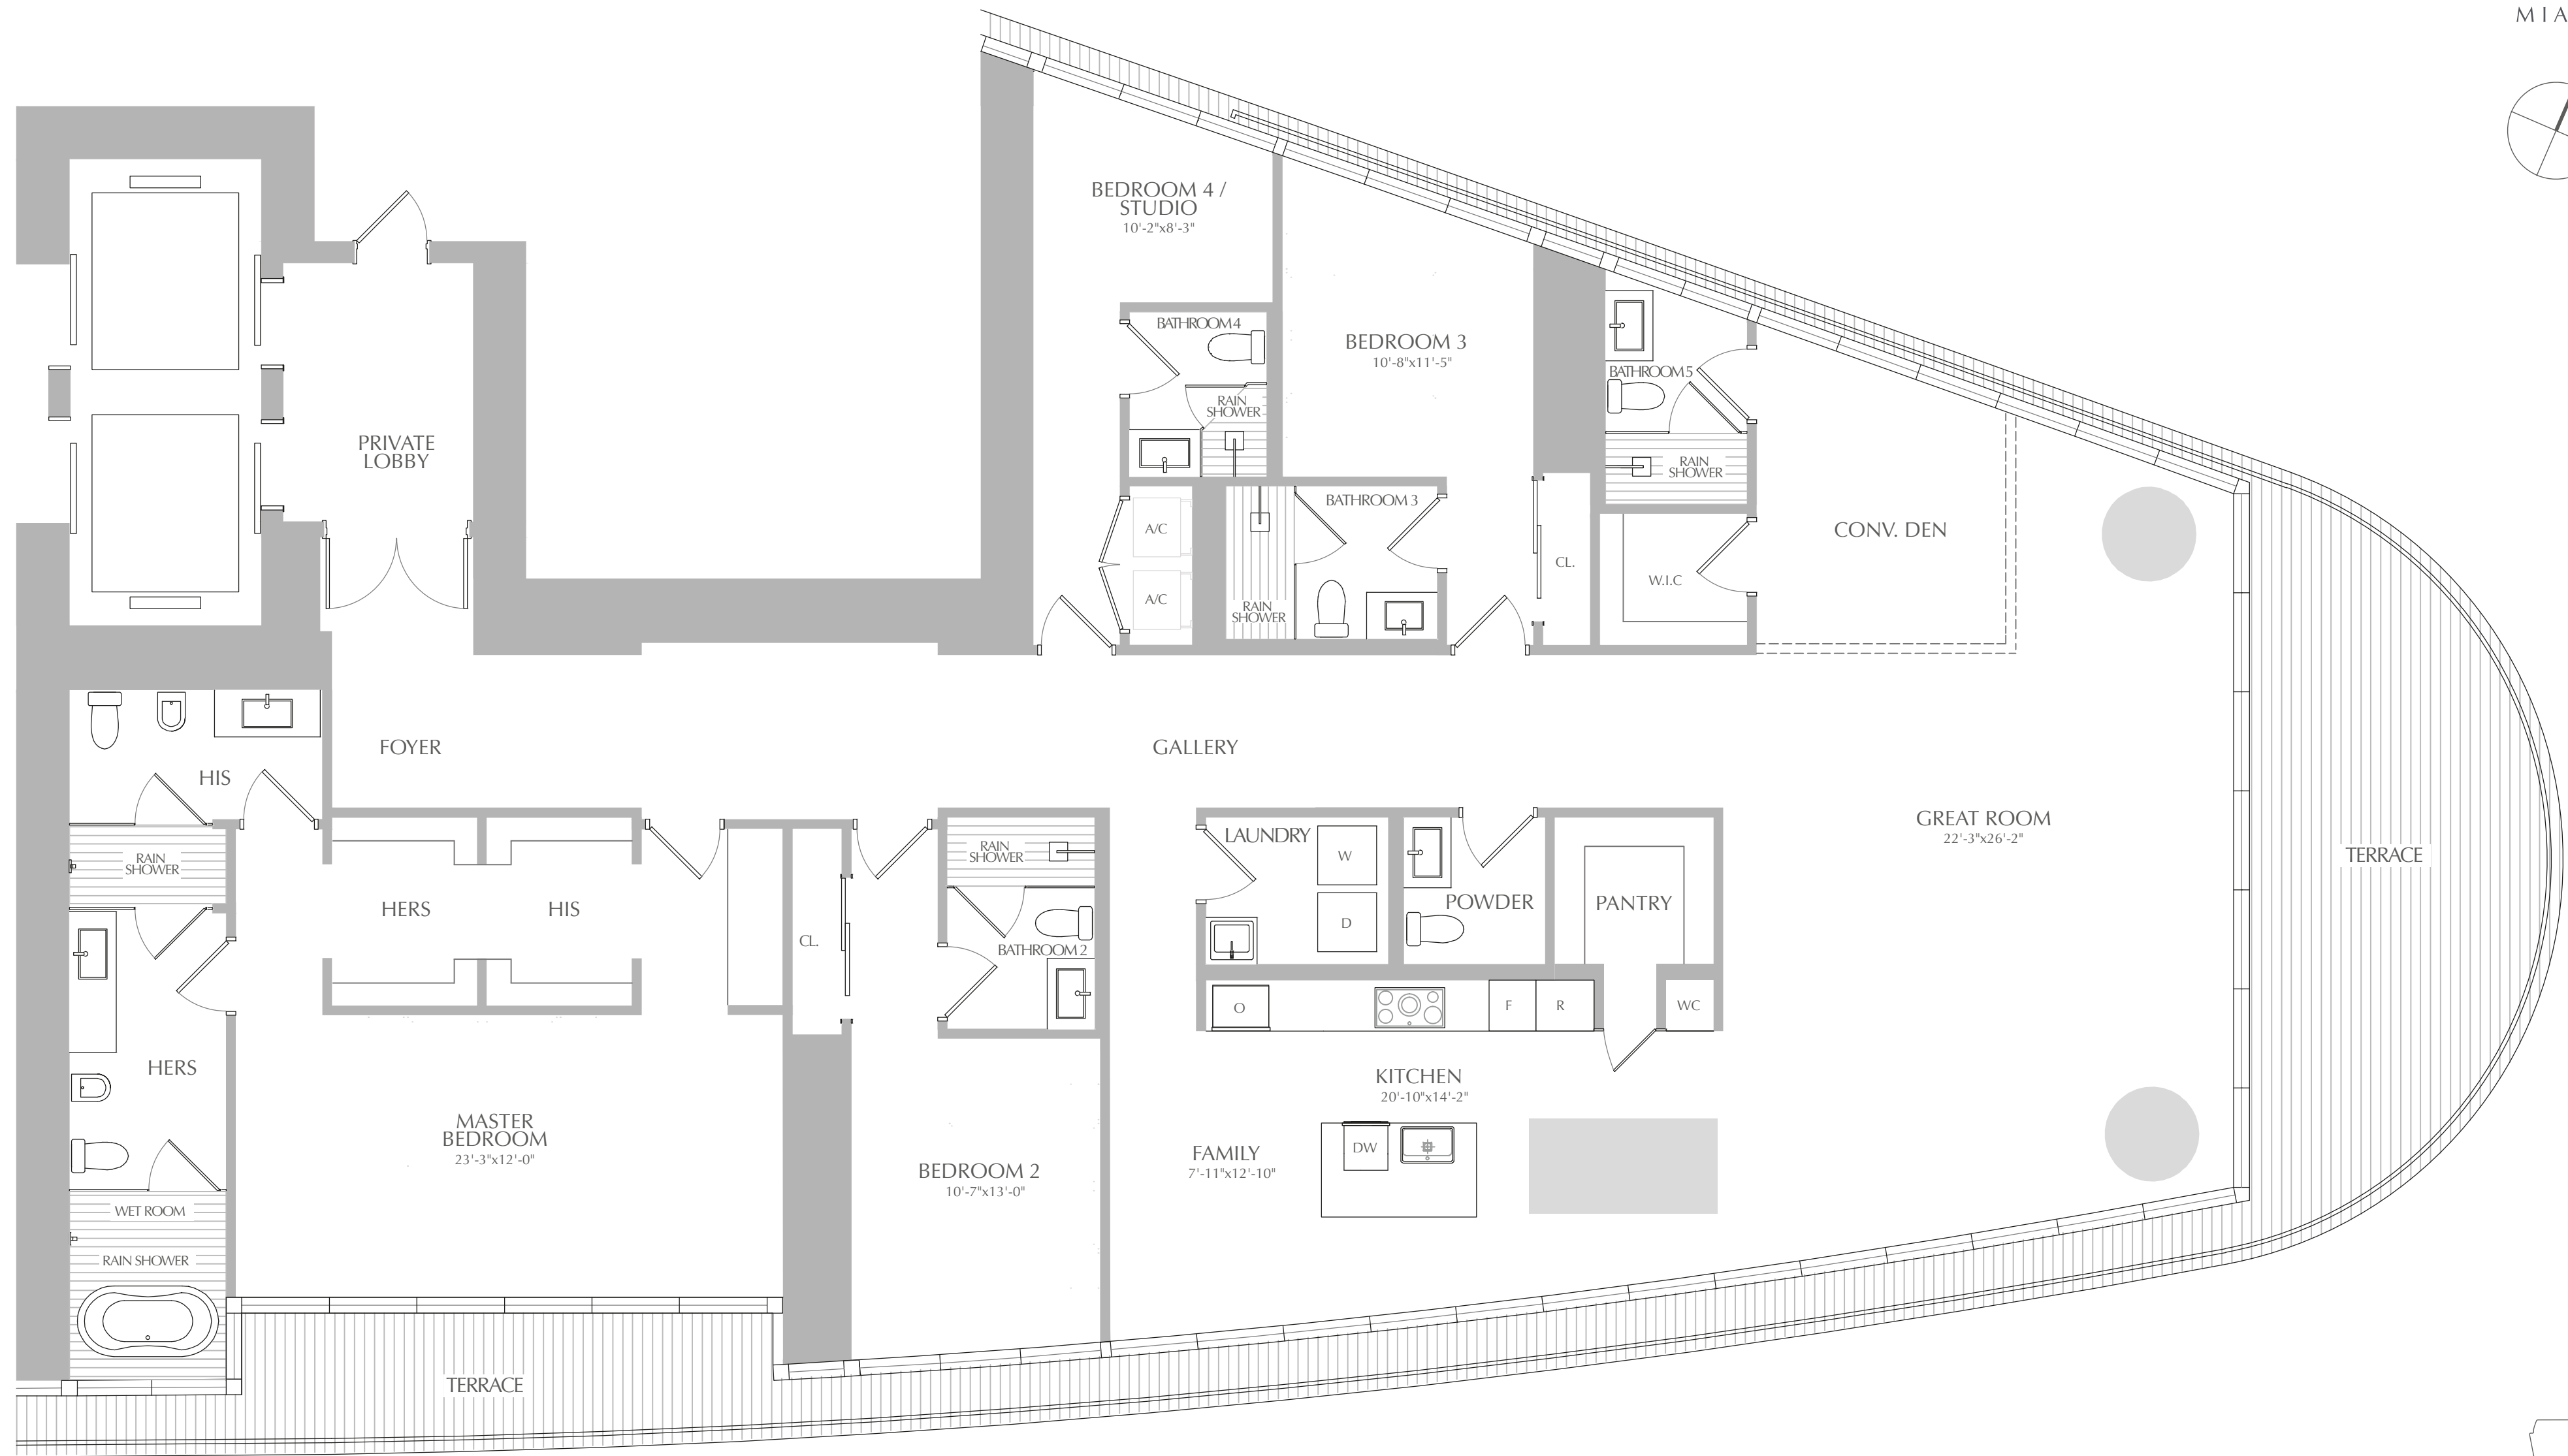 MIA
BEDROOM 4 /
STUDIO
10'-2"x8'-3"
BATHROOM 4
RAIN
SHOWER
BEDROOM 3
10'-8"x11'-5"
BATHROOM 5
RAIN
SHOWER
PRIVATE
LOBBY
A/C
A/C
BATHROOM 3
RAIN
SHOWER
CL.
W.I.C
CONV. DEN
FOYER
GALLERY
HIS
RAIN
SHOWER
HERS
HIS
CL.
RAIN
SHOWER
BATHROOM 2
LAUNDRY
W
D
POWDER
PANTRY
GREAT ROOM
22'-3"x26'-2"
TERRACE
O
F
R
WC
HERS
KITCHEN
20'-10"x14'-2"
MASTER
BEDROOM
23'-3"x12'-0"
BEDROOM 2
10'-7"x13'-0"
FAMILY
7'-11"x12'-10"
DW
WET ROOM
RAIN SHOWER
TERRACE